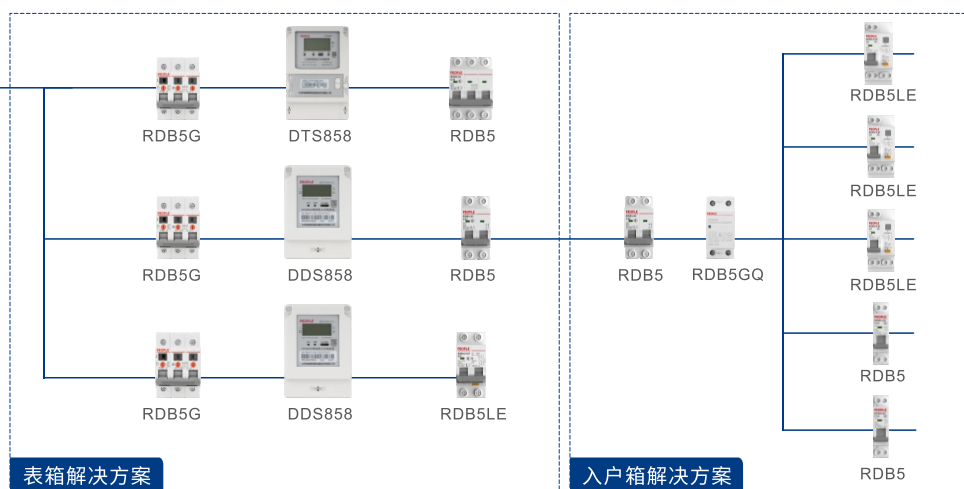 RDB5G
DTS858
RDB5
RDB5G
DDS858
RDB5
RDB5G
DDS858
RDB5LE
表箱解决方案
RDB5
RDB5GQ
RDB5LE
RDB5LE
RDB5LE
RDB5
RDB5
入户箱解决方案